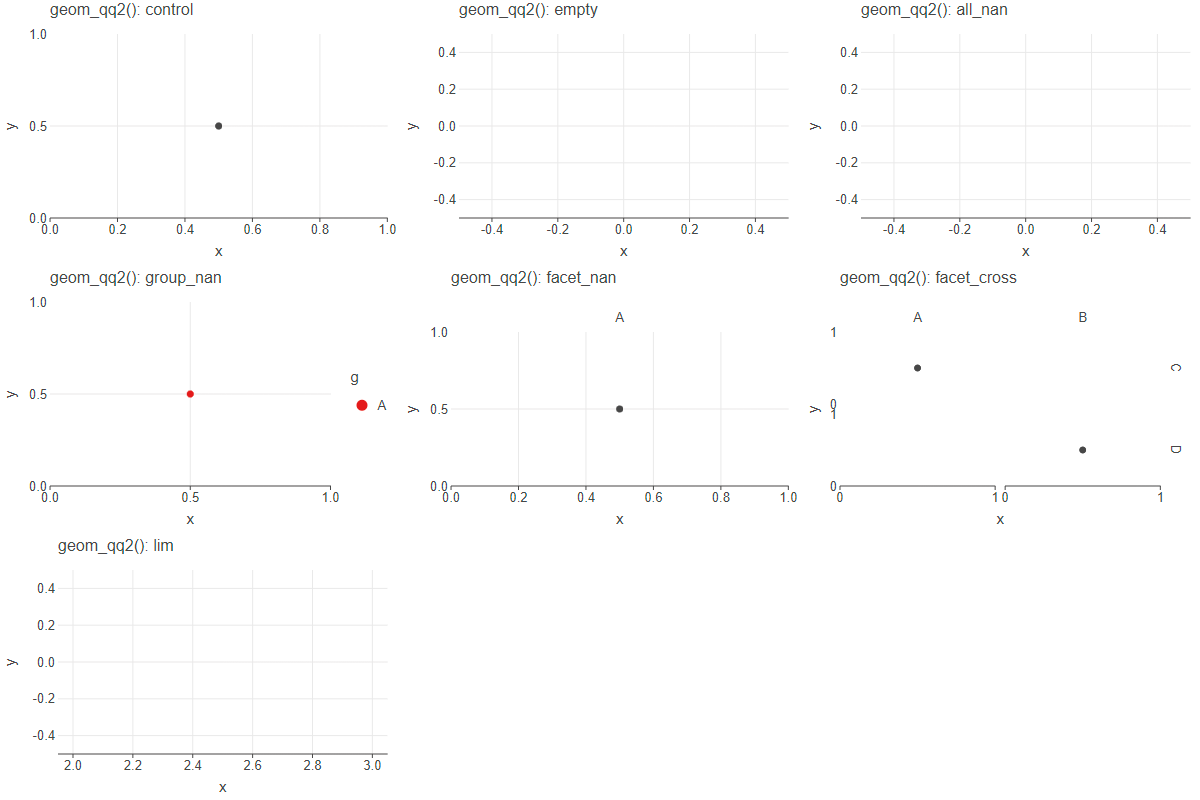 geom_qq2(): control
1.0
0.5
0.0
y
0.0 0.2 0.4 0.6 0.8 1.0
x
geom_qq2(): empty
0.4
0.2
0.0
-0.2
-0.4
y
-0.4 -0.2 0.0 0.2 0.4
x
geom_qq2(): all_nan
0.4
0.2
0.0
-0.2
-0.4
y
-0.4 -0.2 0.0 0.2 0.4
x
geom_qq2(): group_nan
1.0
0.5
0.0
y
0.0 0.5 1.0
x
g
A
geom_qq2(): facet_nan
A
1.0
0.5
0.0
y
0.0 0.2 0.4 0.6 0.8 1.0
x
geom_qq2(): facet_cross
A B
1
0
C
1
0
D
y
0 1 0 1
x
geom_qq2(): lim
0.4
0.2
0.0
-0.2
-0.4
y
2.0 2.2 2.4 2.6 2.8 3.0
x